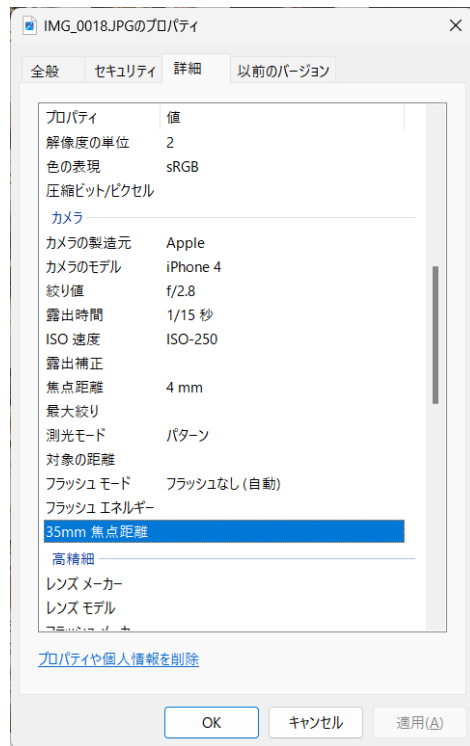 IMG_0018.JPGのプロパティ
全般 セキュリティ 詳細 以前のバージョン
プロパティ 値
解像度の単位 2
色の表現 sRGB
圧縮ビット/ピクセル
カメラ
カメラの製造元 Apple
カメラのモデル iPhone 4
絞り値 f/2.8
露出時間 1/15 秒
ISO 速度 ISO-250
露出補正
焦点距離 4 mm
最大絞り
測光モード パターン
対象の距離
フラッシュ モード フラッシュなし (自動)
フラッシュ エネルギー
35mm 焦点距離
高精細
レンズ メーカー
レンズ モデル
プロパティや個人情報を削除
OK キャンセル 適用(A)